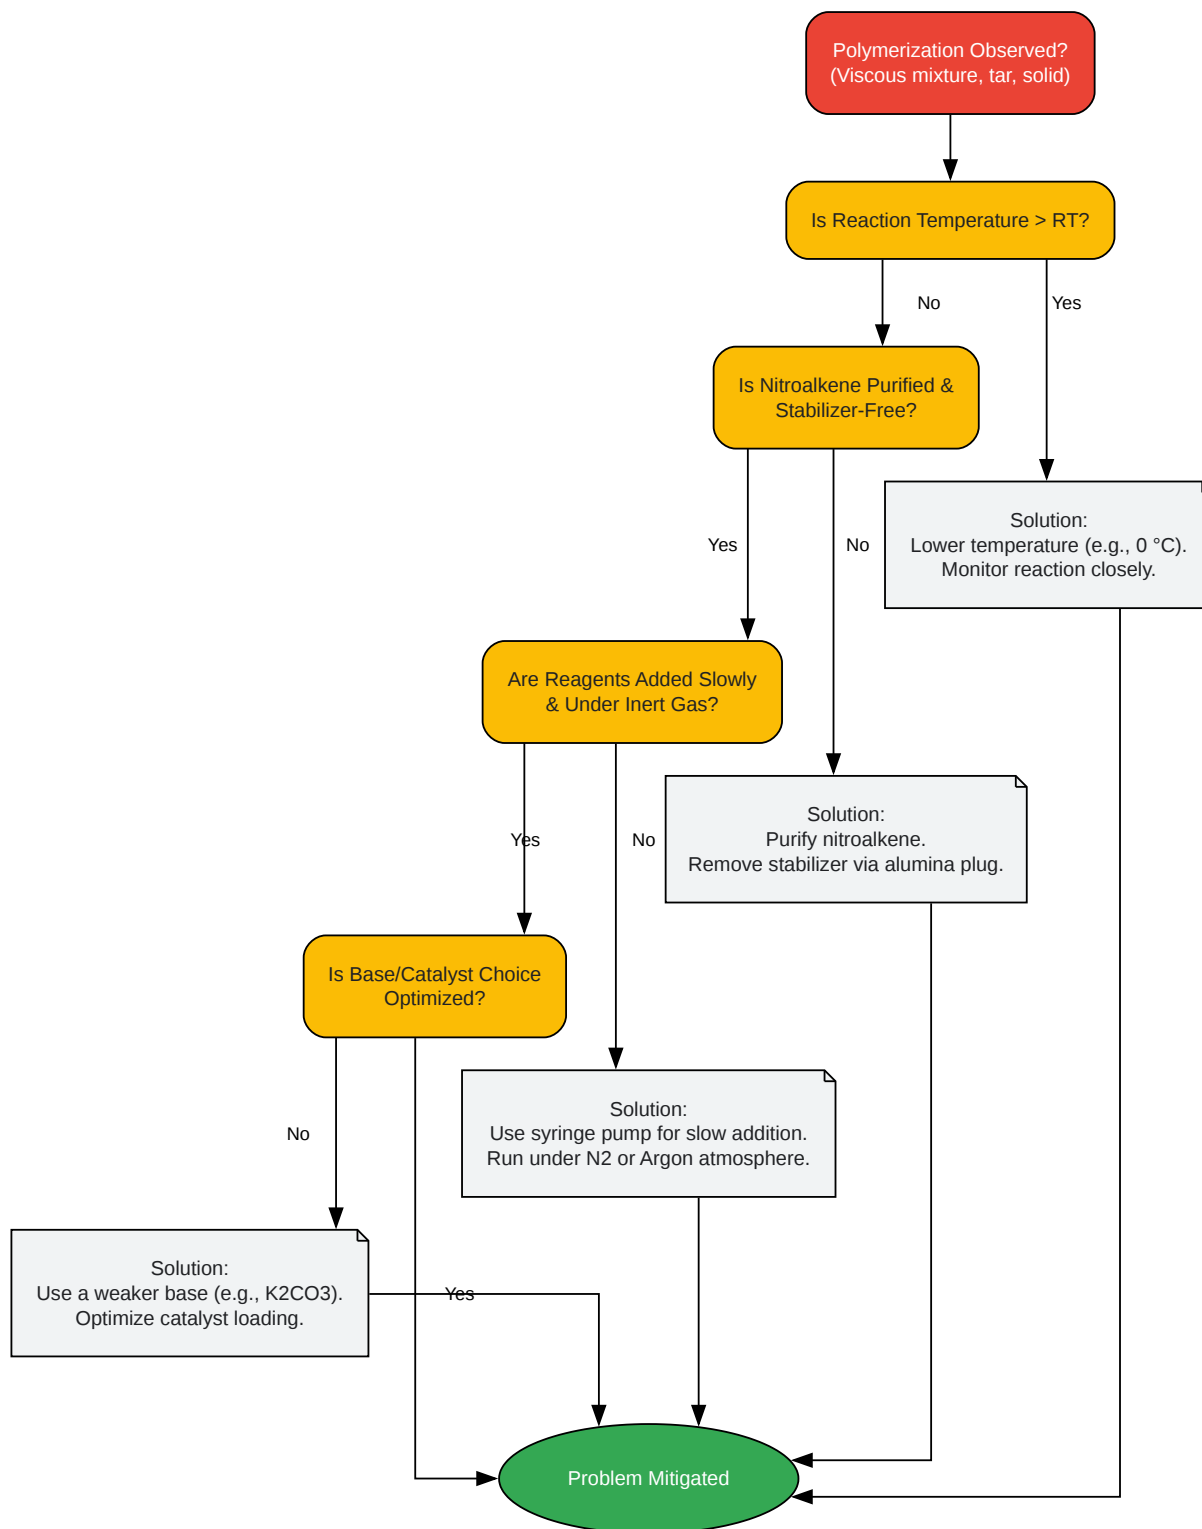 Polymerization Observed?
(Viscous mixture, tar, solid)
Is Reaction Temperature > RT?
No
Yes
Is Nitroalkene Purified &
Stabilizer-Free?
Solution:
Lower temperature (e.g., 0 °C).
Monitor reaction closely.
Yes
No
Are Reagents Added Slowly
& Under Inert Gas?
Solution:
Purify nitroalkene.
Remove stabilizer via alumina plug.
Yes
No
Is Base/Catalyst Choice
Optimized?
Solution:
Use syringe pump for slow addition.
Run under N2 or Argon atmosphere.
No
Solution:
Use a weaker base (e.g., K2CO3).
Optimize catalyst loading.
Yes
Problem Mitigated